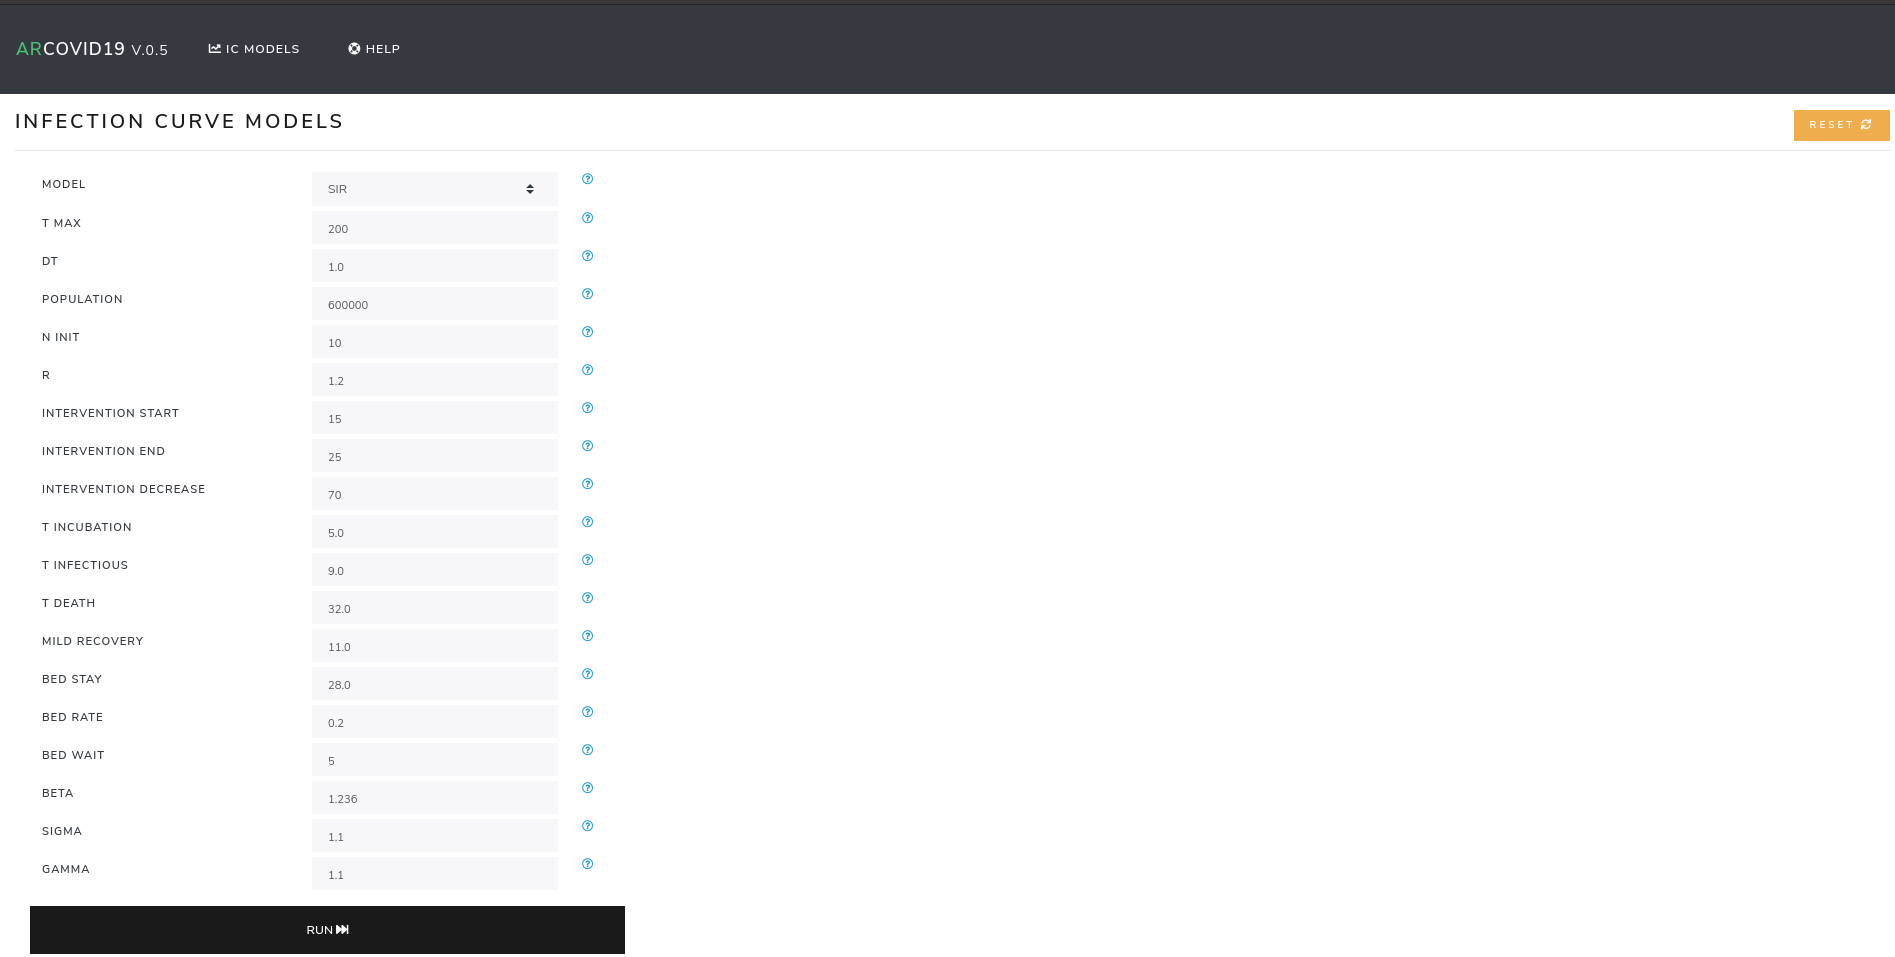 ARCOVID19 V.0.5 IC MODELS HELP
INFECTION CURVE MODELS RESET
MODEL SIR
T MAX 200
DT 1.0
POPULATION 600000
N INIT 10
R 1.2
INTERVENTION START 15
INTERVENTION END 25
INTERVENTION DECREASE 70
T INCUBATION 5.0
T INFECTIOUS 9.0
T DEATH 32.0
MILD RECOVERY 11.0
BED STAY 28.0
BED RATE 0.2
BED WAIT 5
BETA 1.236
SIGMA 1.1
GAMMA 1.1
RUN